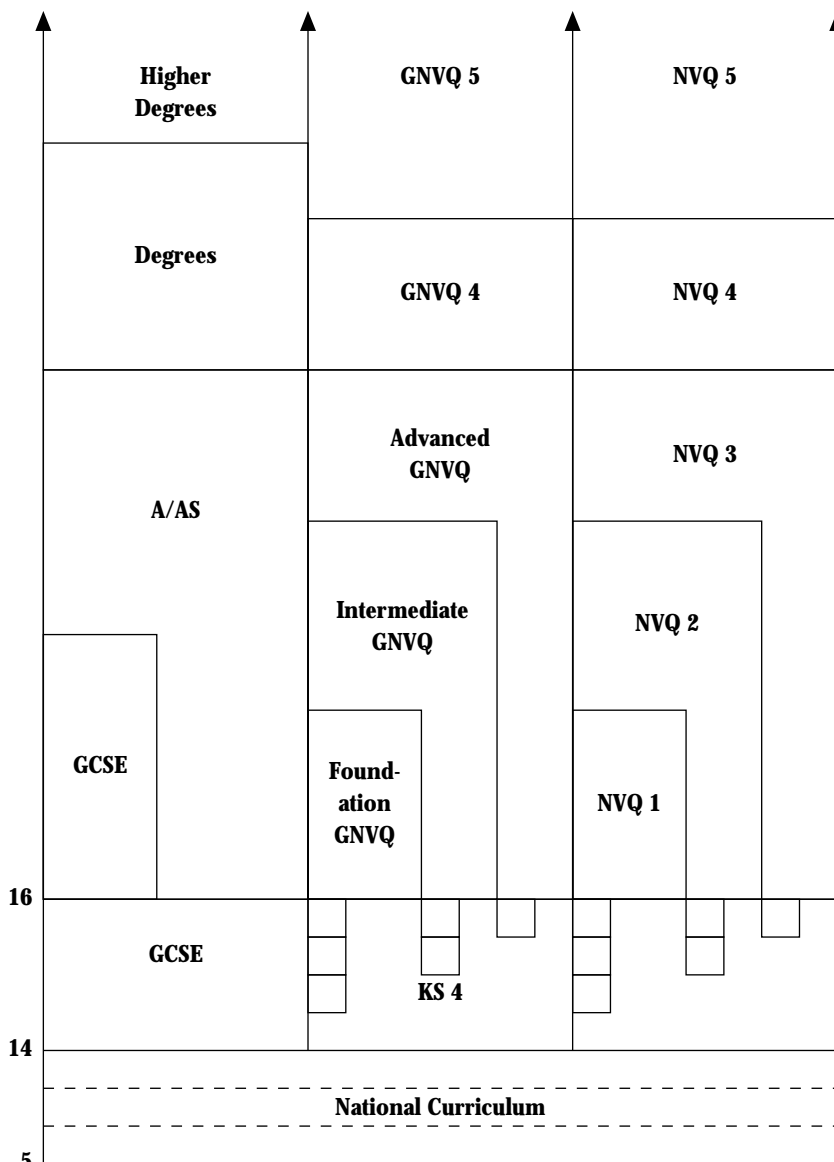 Higher
Degrees
GNVQ 5
NVQ 5
Degrees
GNVQ 4
NVQ 4
Advanced
GNVQ
NVQ 3
A/AS
Intermediate
GNVQ
NVQ 2
GCSE
Found-
ation
GNVQ
NVQ 1
16
GCSE
KS 4
14
National Curriculum
5